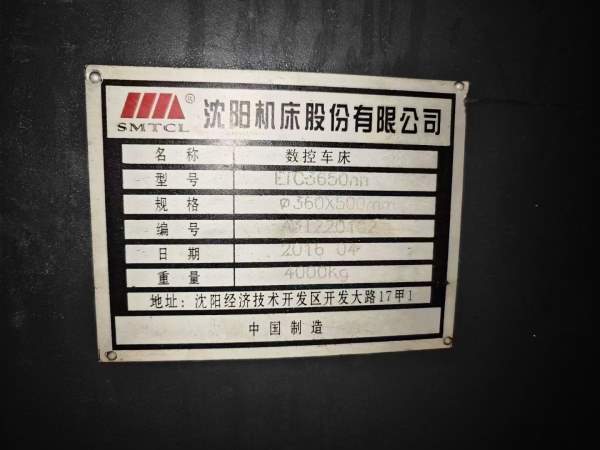 SMTCL ® 沈阳机床股份有限公司
名 称 数控车床
型 号 ETC3650hn
规 格 φ360X500mm
编 号
日 期 2016 04
重 量 4000kg
地址: 沈阳经济技术开发区开发大路17甲1
中国制造